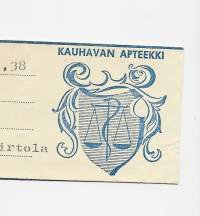 KAUHAVAN APTEEKKI
,38
irtola